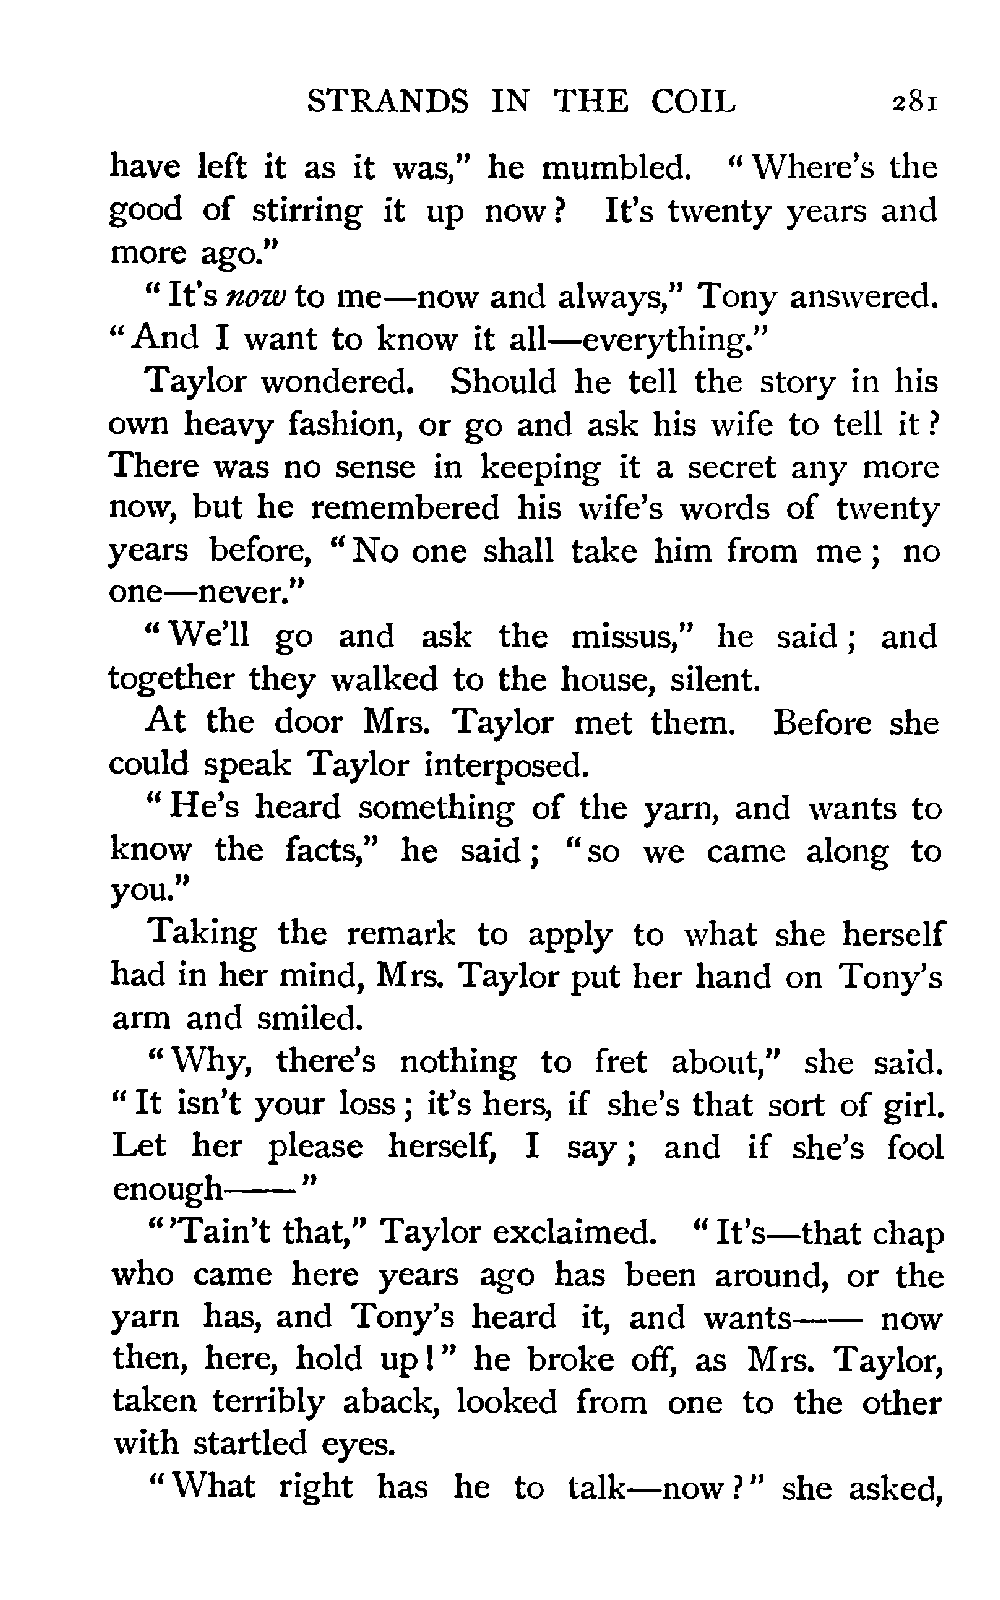 STRANDS IN THE COIL 281
have left it as it was,” he mumbled. “Where’s the
good of stirring it up now? It’s twenty years and
more ago.”
“It’s now to me—now and always,” Tony answered.
“And I want to know it all—everything.”
Taylor wondered. Should he tell the story in his
own heavy fashion, or go and ask his wife to tell it?
There was no sense in keeping it a secret any more
now, but he remembered his wife’s words of twenty
years before, “No one shall take him from me; no
one—never.”
“We’ll go and ask the missus,” he said; and
together they walked to the house, silent.
At the door Mrs. Taylor met them. Before she
could speak Taylor interposed.
“He’s heard something of the yarn, and wants to
know the facts,” he said; “so we came along to
you.”
Taking the remark to apply to what she herself
had in her mind, Mrs. Taylor put her hand on Tony’s
arm and smiled.
“Why, there’s nothing to fret about,” she said.
“It isn’t your loss; it’s hers, if she’s that sort of girl.
Let her please herself, I say; and if she’s fool
enough——”
“’Tain’t that,” Taylor exclaimed. “It’s—that chap
who came here years ago has been around, or the
yarn has, and Tony’s heard it, and wants—— now
then, here, hold up!” he broke off, as Mrs. Taylor,
taken terribly aback, looked from one to the other
with startled eyes.
“What right has he to talk—now?” she asked,